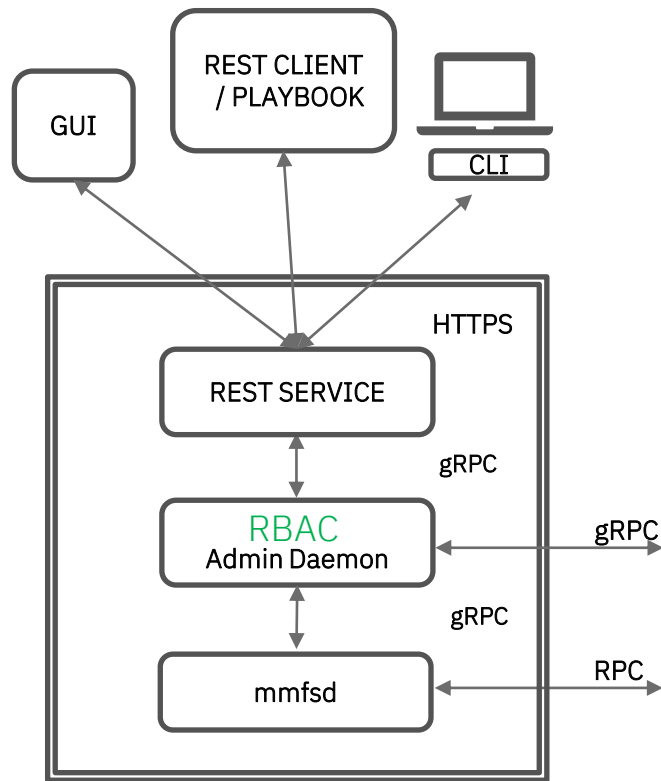 GUI
REST CLIENT
/ PLAYBOOK
CLI
HTTPS
REST SERVICE
gRPC
RBAC
Admin Daemon
gRPC
gRPC
mmfsd
RPC